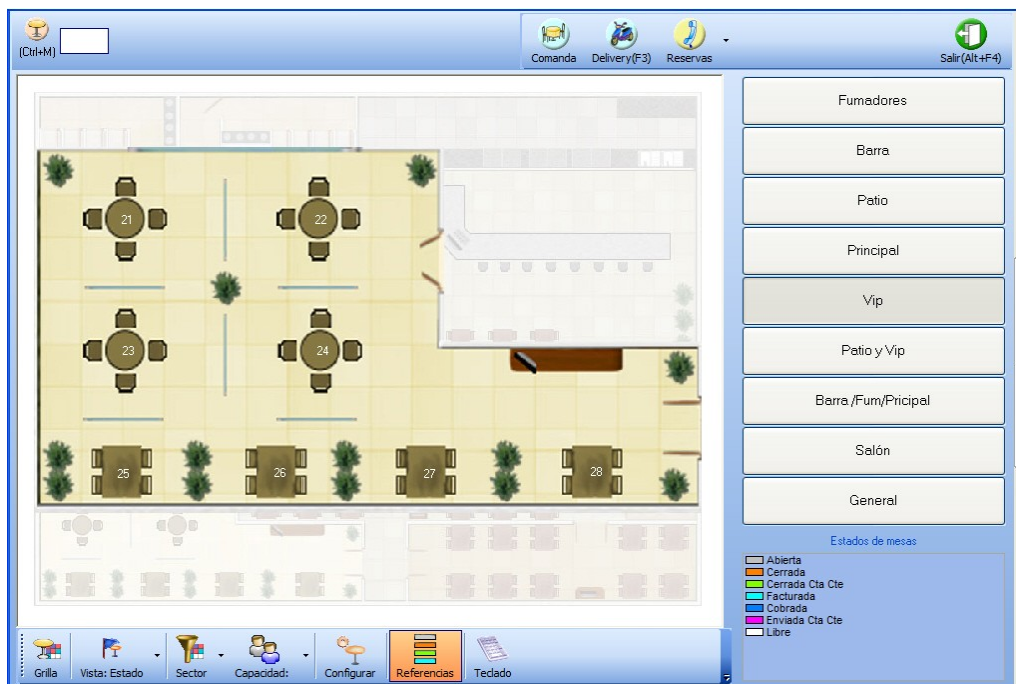 (Ctrl+M)
Comanda
Delivery(F3)
Reservas
Salir(Alt+F4)
21
22
23
24
25
26
27
28
Fumadores
Barra
Patio
Principal
Vip
Patio y Vip
Barra /Fum/Pricipal
Salón
General
Estados de mesas
Abierta
Cerrada
Cerrada Cta Cte
Facturada
Cobrada
Enviada Cta Cte
Libre
Grilla
Vista: Estado
Sector
Capacidad:
Configurar
Referencias
Teclado